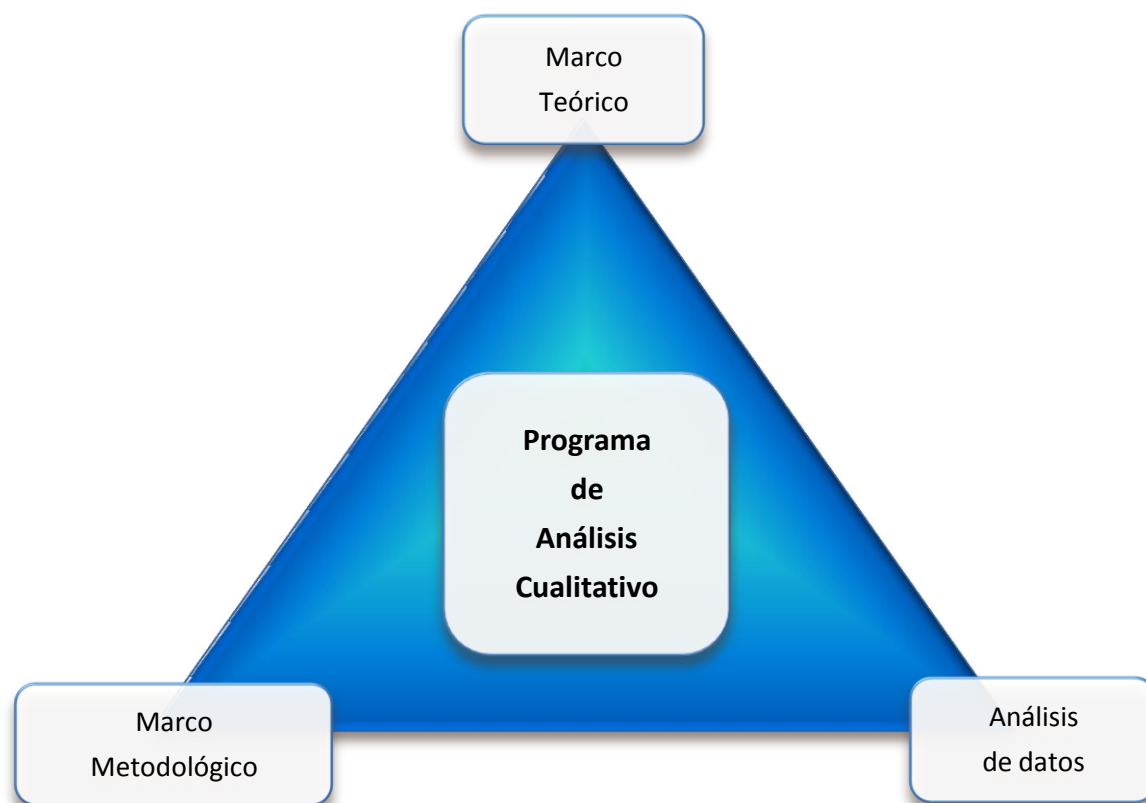 Marco
Teórico
Programa
de
Análisis
Cualitativo
Marco
Metodológico
Análisis
de datos